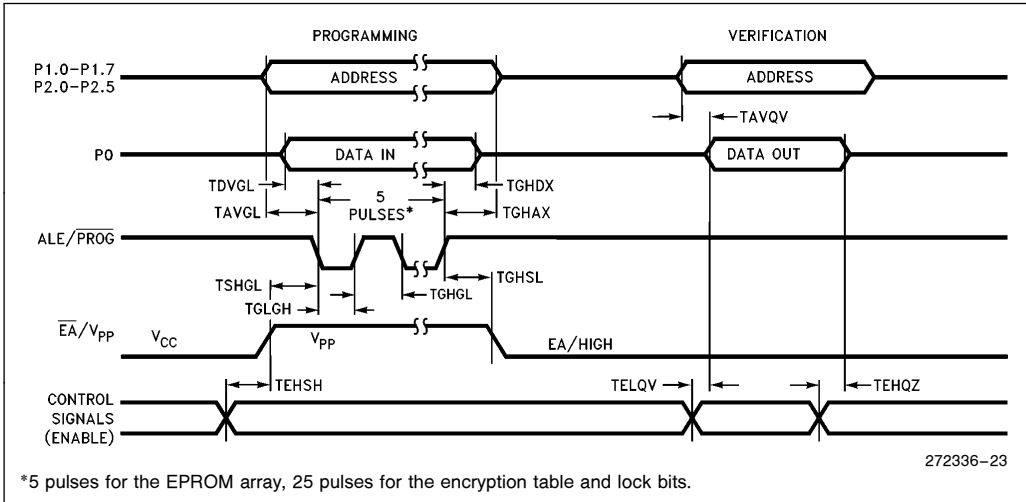 PROGRAMMING
VERIFICATION
P1.0–P1.7
P2.0–P2.5
ADDRESS
ADDRESS
TAVQV
P0
DATA IN
DATA OUT
TDVGL
TGHDX
5
PULSES*
TAVGL
TGHAX
ALE/PROG
TSHGL
TGHGL
TGHSL
TGLGH
EA/VPP
VCC
VPP
EA/HIGH
TEHSH
TELQV
TEHQZ
CONTROL
SIGNALS
(ENABLE)
272336–23
*5 pulses for the EPROM array, 25 pulses for the encryption table and lock bits.